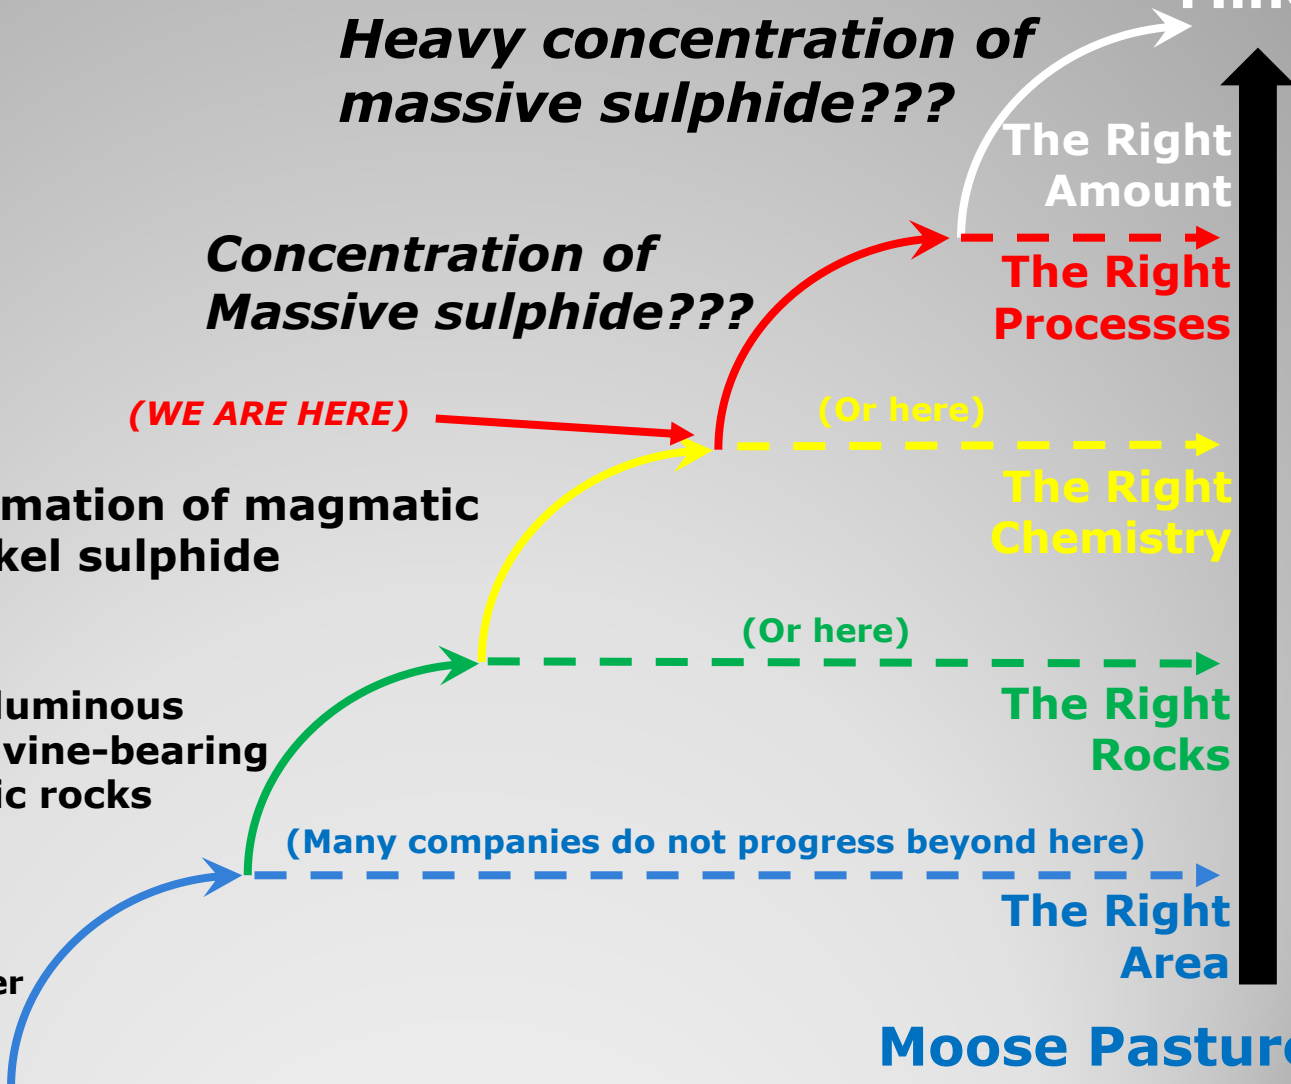 Heavy concentration of
massive sulphide???
The Right
Amount
Concentration of
Massive sulphide???
The Right
Processes
(WE ARE HERE)
(Or here)
The Right
Chemistry
mation of magmatic
kel sulphide
(Or here)
The Right
Rocks
luminous
vine-bearing
ic rocks
(Many companies do not progress beyond here)
The Right
Area
er
Moose Pasture